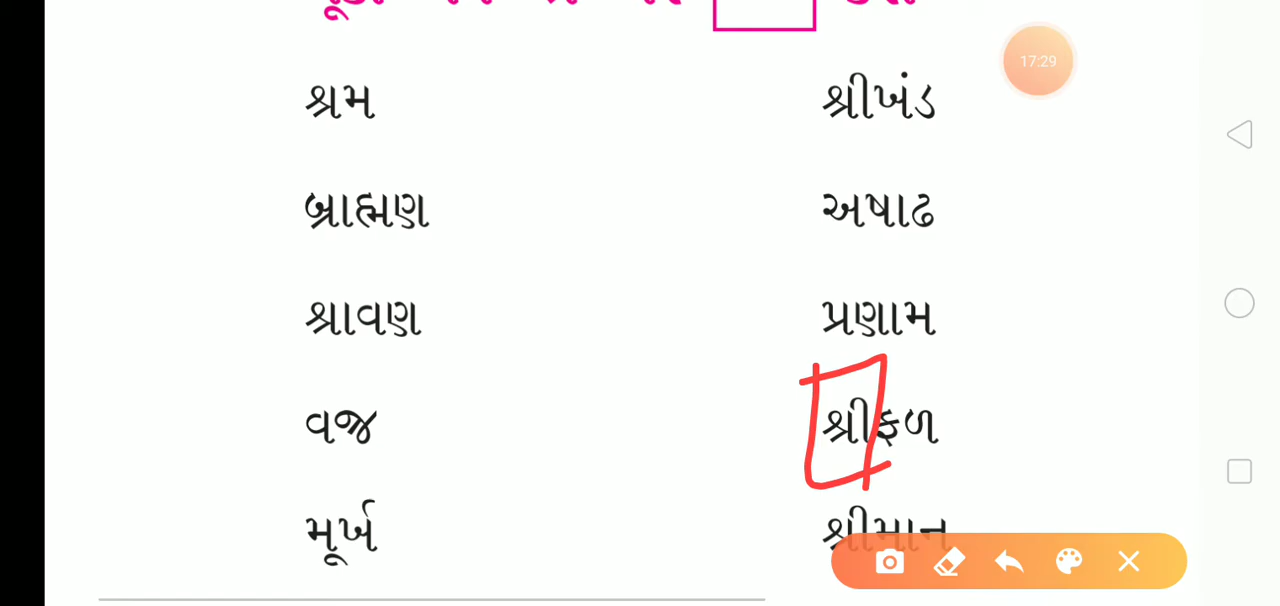 17:29
શ્રમ શ્રીખંડ
બ્રાહ્મણ અષાઢ
શ્રાવણ પ્રણામ
વજ્ર શ્રીફળ
મૂર્ખ શ્રીમાન